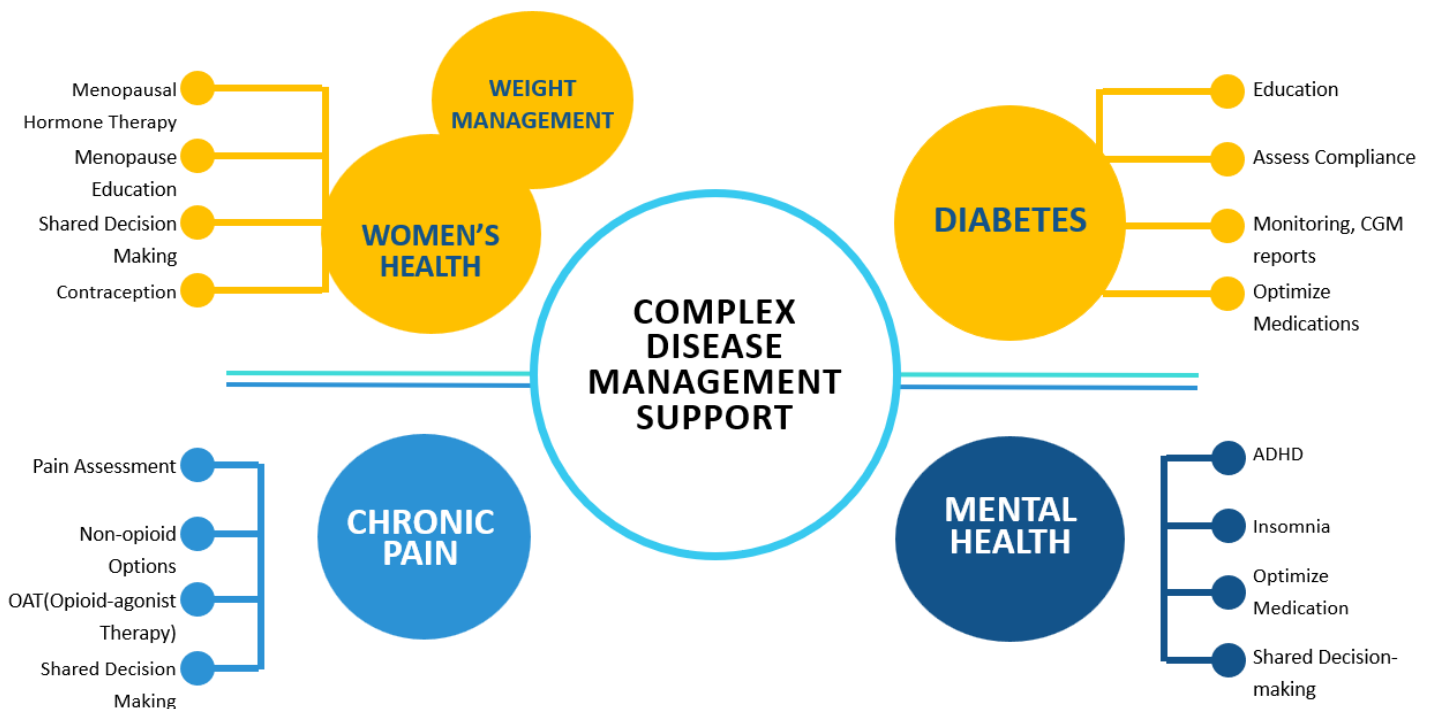 Menopausal
Hormone Therapy
Menopause
Education
Shared Decision
Making
Contraception
WEIGHT
MANAGEMENT
WOMEN’S
HEALTH
DIABETES
Education
Assess Compliance
Monitoring, CGM
reports
Optimize
Medications
COMPLEX
DISEASE
MANAGEMENT
SUPPORT
Pain Assessment
Non-opioid
Options
OAT(Opioid-agonist
Therapy)
Shared Decision
Making
CHRONIC
PAIN
MENTAL
HEALTH
ADHD
Insomnia
Optimize
Medication
Shared Decision-
making